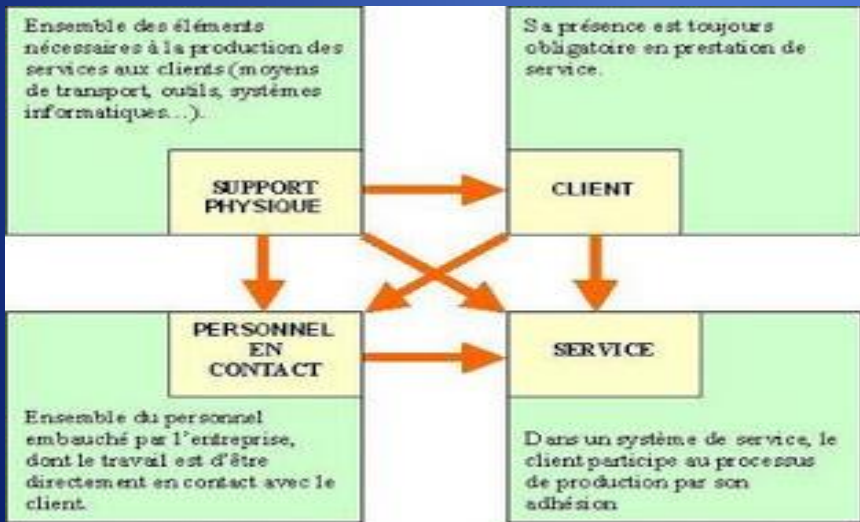 Ensemble des éléments
nécessaires à la production des
services aux clients (moyens
de transport, outils, systèmes
informatiques...).
SUPPORT
PHYSIQUE
Sa présence est toujours
obligatoire en prestation de
service.
CLIENT
PERSONNEL
EN
CONTACT
Ensemble du personnel
embauché par l'entreprise,
dont le travail est d'être
directement en contact avec le
client.
SERVICE
Dans un système de service, le
client participe au processus
de production par son
adhésion